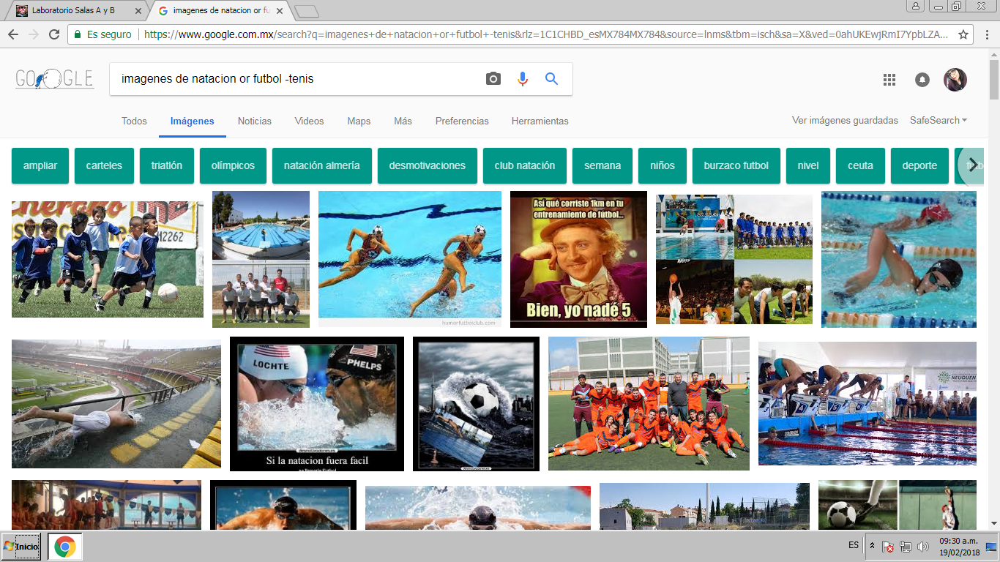 Laboratorio Salas A y B
imagenes de natacion or fu
Es seguro
https://www.google.com.mx/search?q=imagenes+de+natacion+or+futbol+-tenis&rlz=1C1CHBD_esMX784MX784&source=lnms&tbm=isch&sa=X&ved=0ahUKEwjRmI7YpbLZA...
GOOGLE
imagenes de natacion or futbol -tenis
Todos
Imágenes
Noticias
Videos
Maps
Más
Preferencias
Herramientas
Ver imágenes guardadas
SafeSearch
ampliar
carteles
triatlón
olímpicos
natación almería
desmotivaciones
club natación
semana
niños
burzaco futbol
nivel
ceuta
deporte
12262
humorfutbolclub.com
Así qué corriste 1km en tu
entrenamiento de fútbol...
Bien, yo nadé 5
LOCHTE
PHELPS
Si la natacion fuera facil
se llamaria Futbol
NEUQUEN
Inicio
ES
09:30 a.m.
19/02/2018